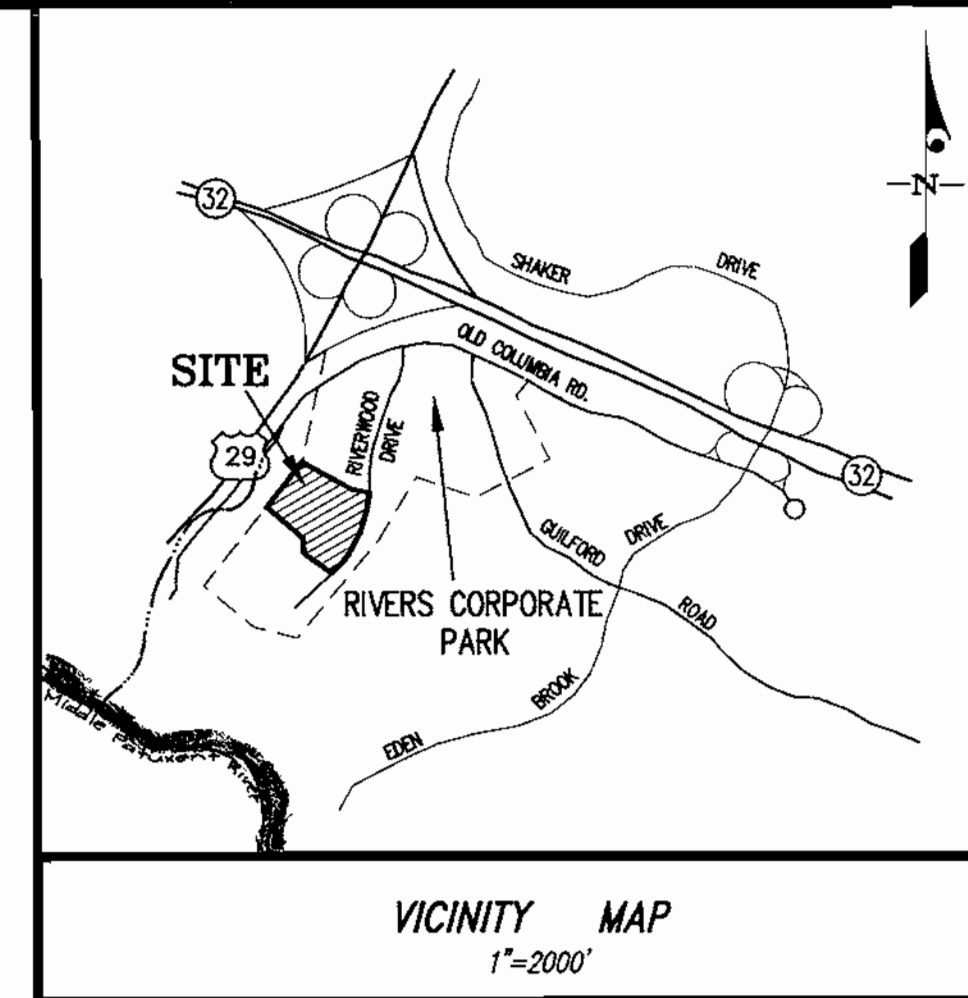 32
N
SHAKER DRIVE
OLD COLUMBIA RD.
SITE
RIVERWOOD
DRIVE
29
32
GUILFORD ROAD
RIVERS CORPORATE
PARK
EDEN BROOK DRIVE
Middle Patuxent River
VICINITY MAP
1"=2000'